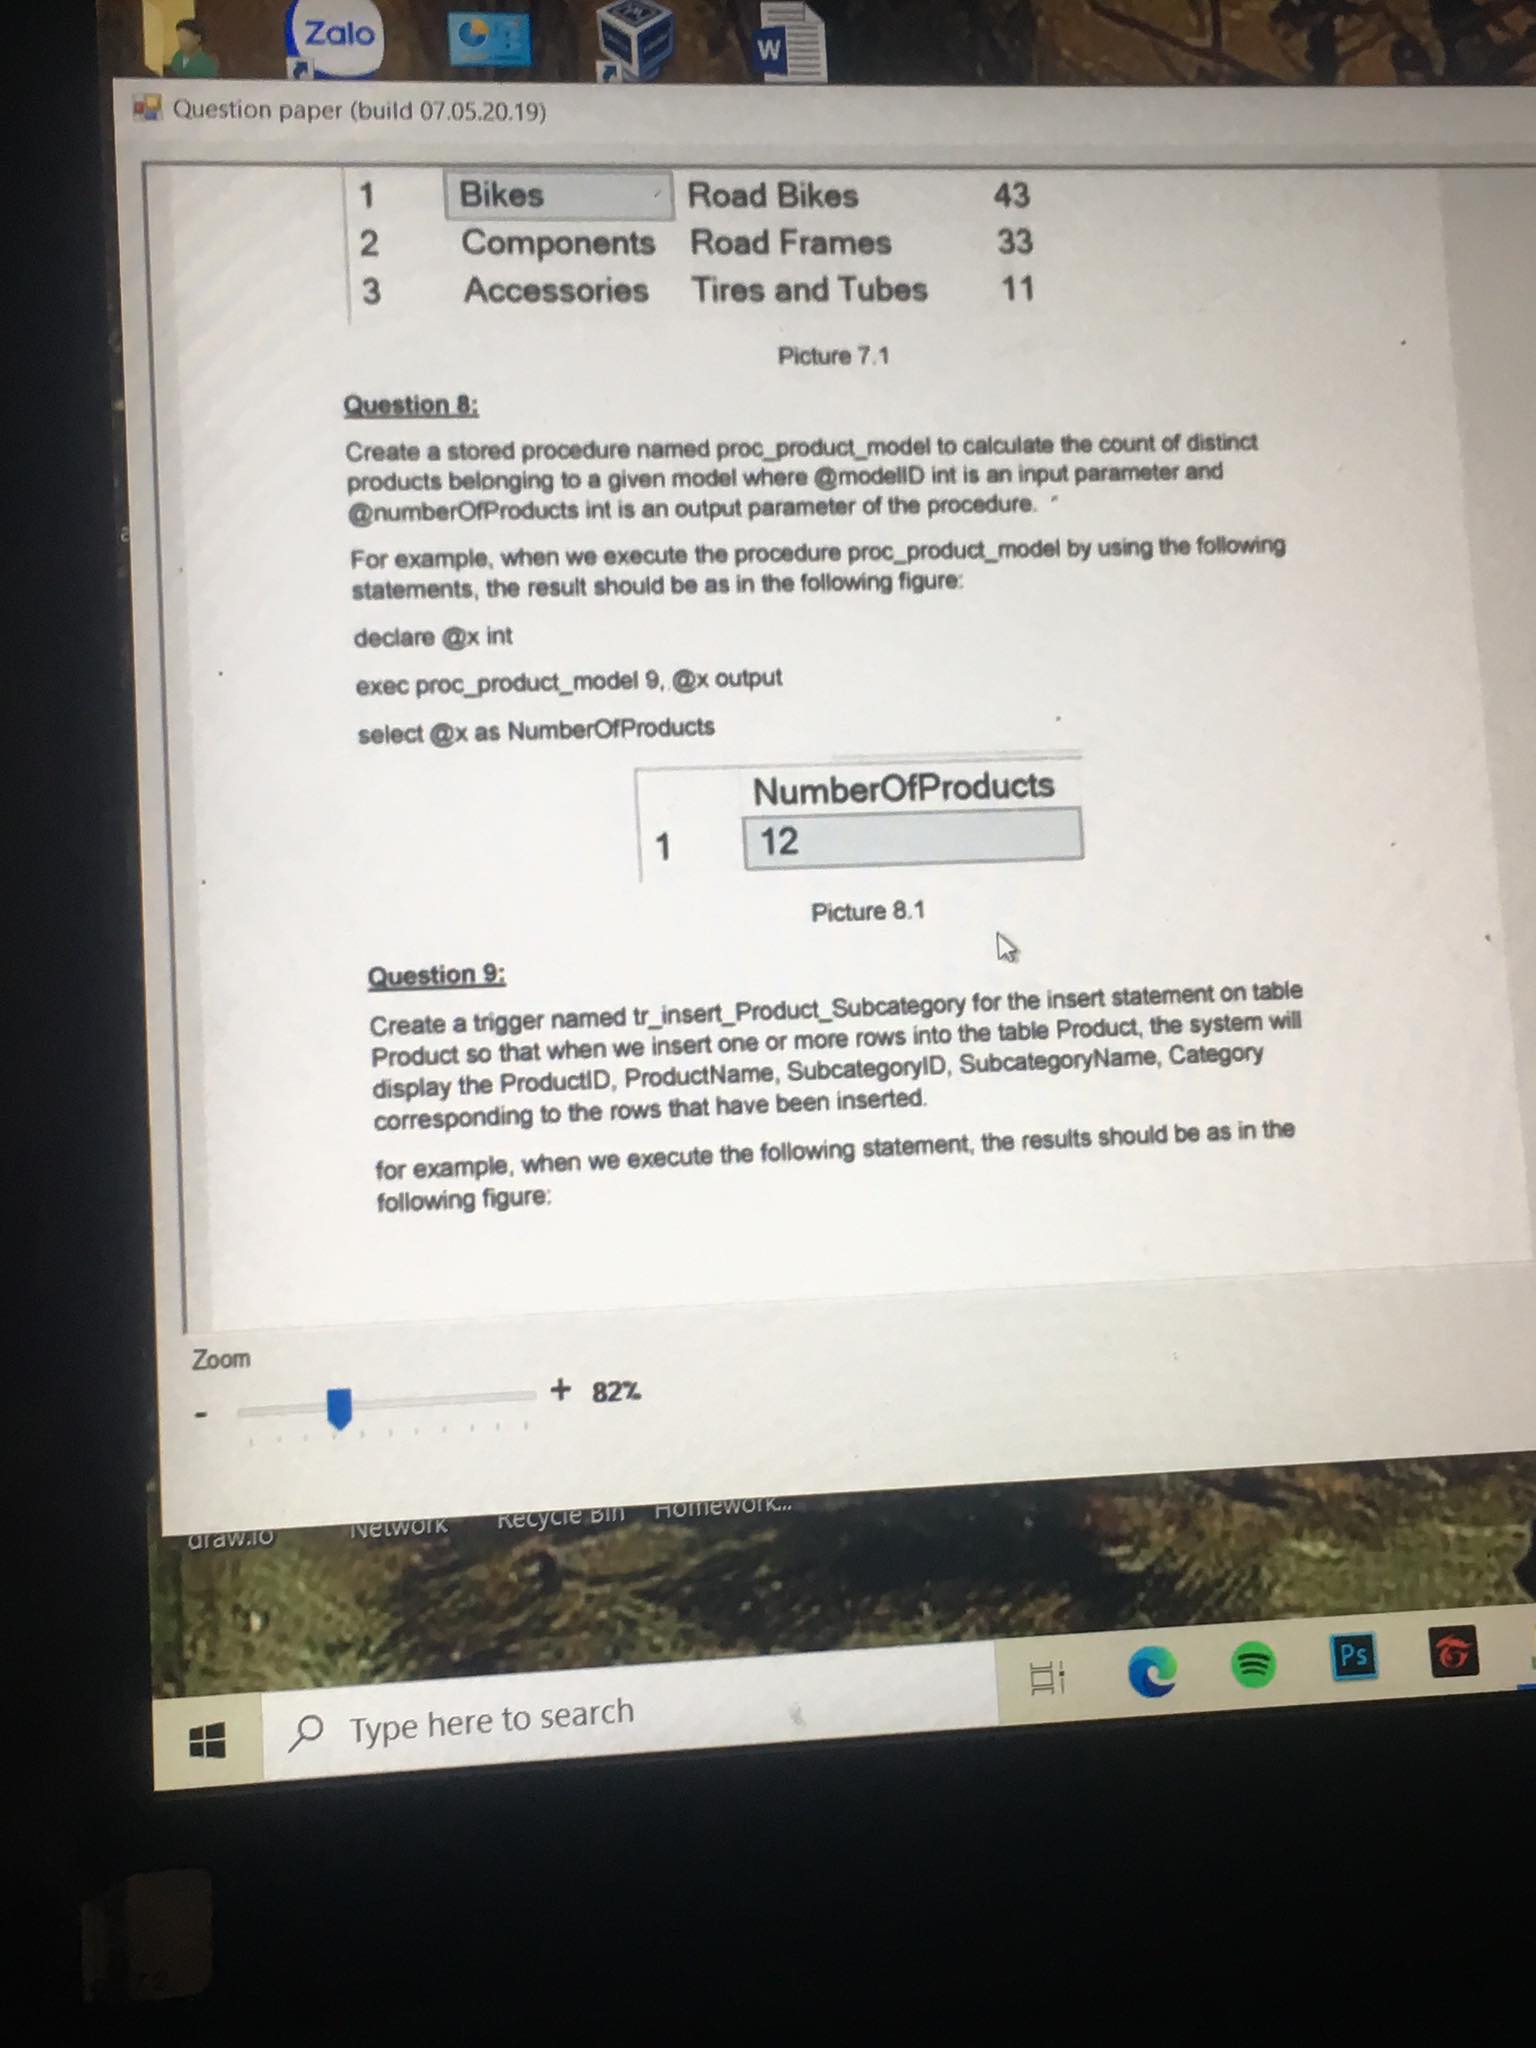 Zalo
W
Question paper (build 07.05.20.19)
1 Bikes Road Bikes 43
2 Components Road Frames 33
3 Accessories Tires and Tubes 11
Picture 7.1
Question 8:
Create a stored procedure named proc_product_model to calculate the count of distinct
products belonging to a given model where @modelID int is an input parameter and
@numberOfProducts int is an output parameter of the procedure.
For example, when we execute the procedure proc_product_model by using the following
statements, the result should be as in the following figure:
declare @x int
exec proc_product_model 9, @x output
select @x as NumberOfProducts
NumberOfProducts
1 12
Picture 8.1
Question 9:
Create a trigger named tr_insert_Product_Subcategory for the insert statement on table
Product so that when we insert one or more rows into the table Product, the system will
display the ProductID, ProductName, SubcategoryID, SubcategoryName, Category
corresponding to the rows that have been inserted.
for example, when we execute the following statement, the results should be as in the
following figure:
Zoom
- + 82%
draw.io Network Recycle Bin Homework...
Type here to search
Ps